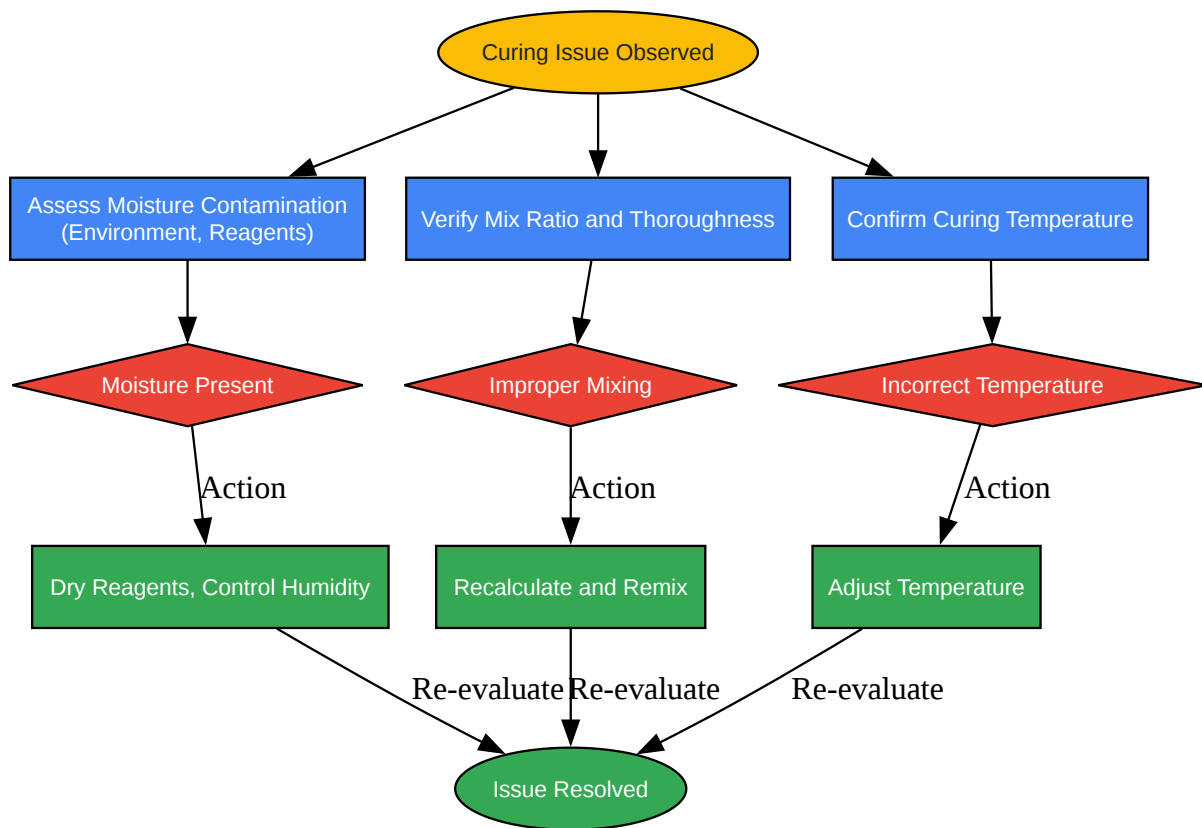 Curing Issue Observed
Assess Moisture Contamination
(Environment, Reagents)
Verify Mix Ratio and Thoroughness
Confirm Curing Temperature
Moisture Present
Improper Mixing
Incorrect Temperature
Action
Action
Action
Dry Reagents, Control Humidity
Recalculate and Remix
Adjust Temperature
Re-evaluate
Re-evaluate
Re-evaluate
Issue Resolved